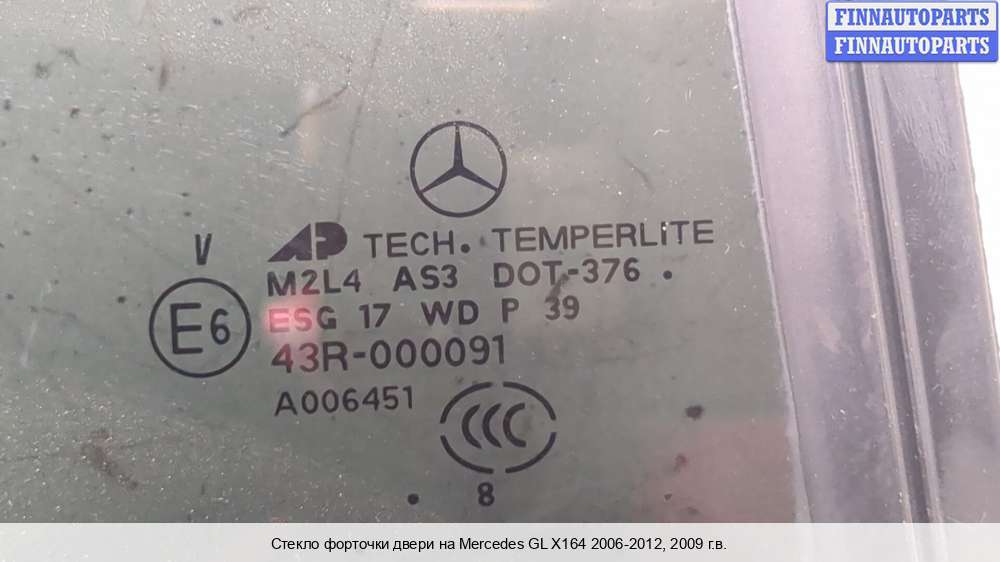 FINNAUTOPARTS
FINNAUTOPARTS
V
AP TECH. TEMPERLITE
M2L4 AS3 DOT-376 .
E6
ESG 17 WD P 39
43R-000091
A006451
CCC
. 8
Стекло форточки двери на Mercedes GL X164 2006-2012, 2009 г.в.